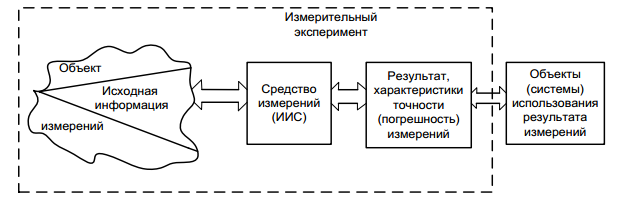 Измерительный
эксперимент
Объект
Исходная
информация
измерений
Средство
измерений
(ИИС)
Результат,
характеристики
точности
(погрешность)
измерений
Объекты
(системы)
использования
результата
измерений